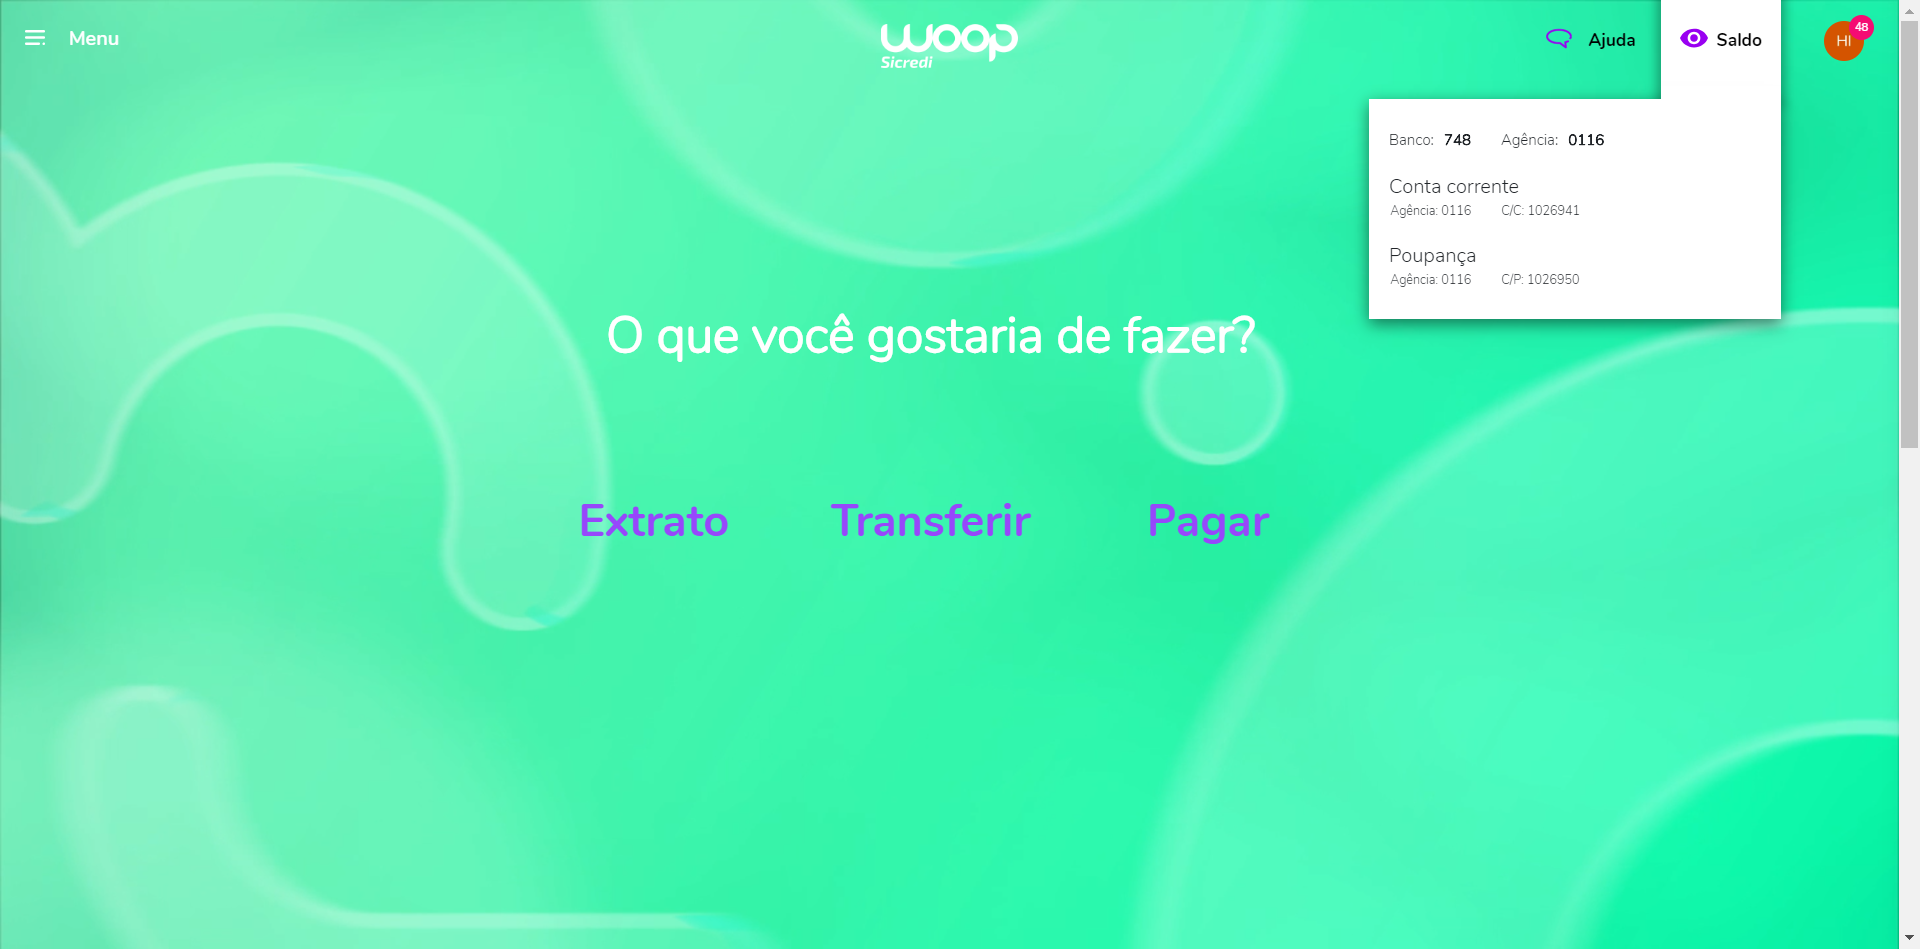 Menu
woop
Sicredi
Ajuda
Saldo
HI
48
Banco: 748 Agência: 0116
Conta corrente
Agência: 0116 C/C: 1026941
Poupança
Agência: 0116 C/P: 1026950
O que você gostaria de fazer?
Extrato Transferir Pagar